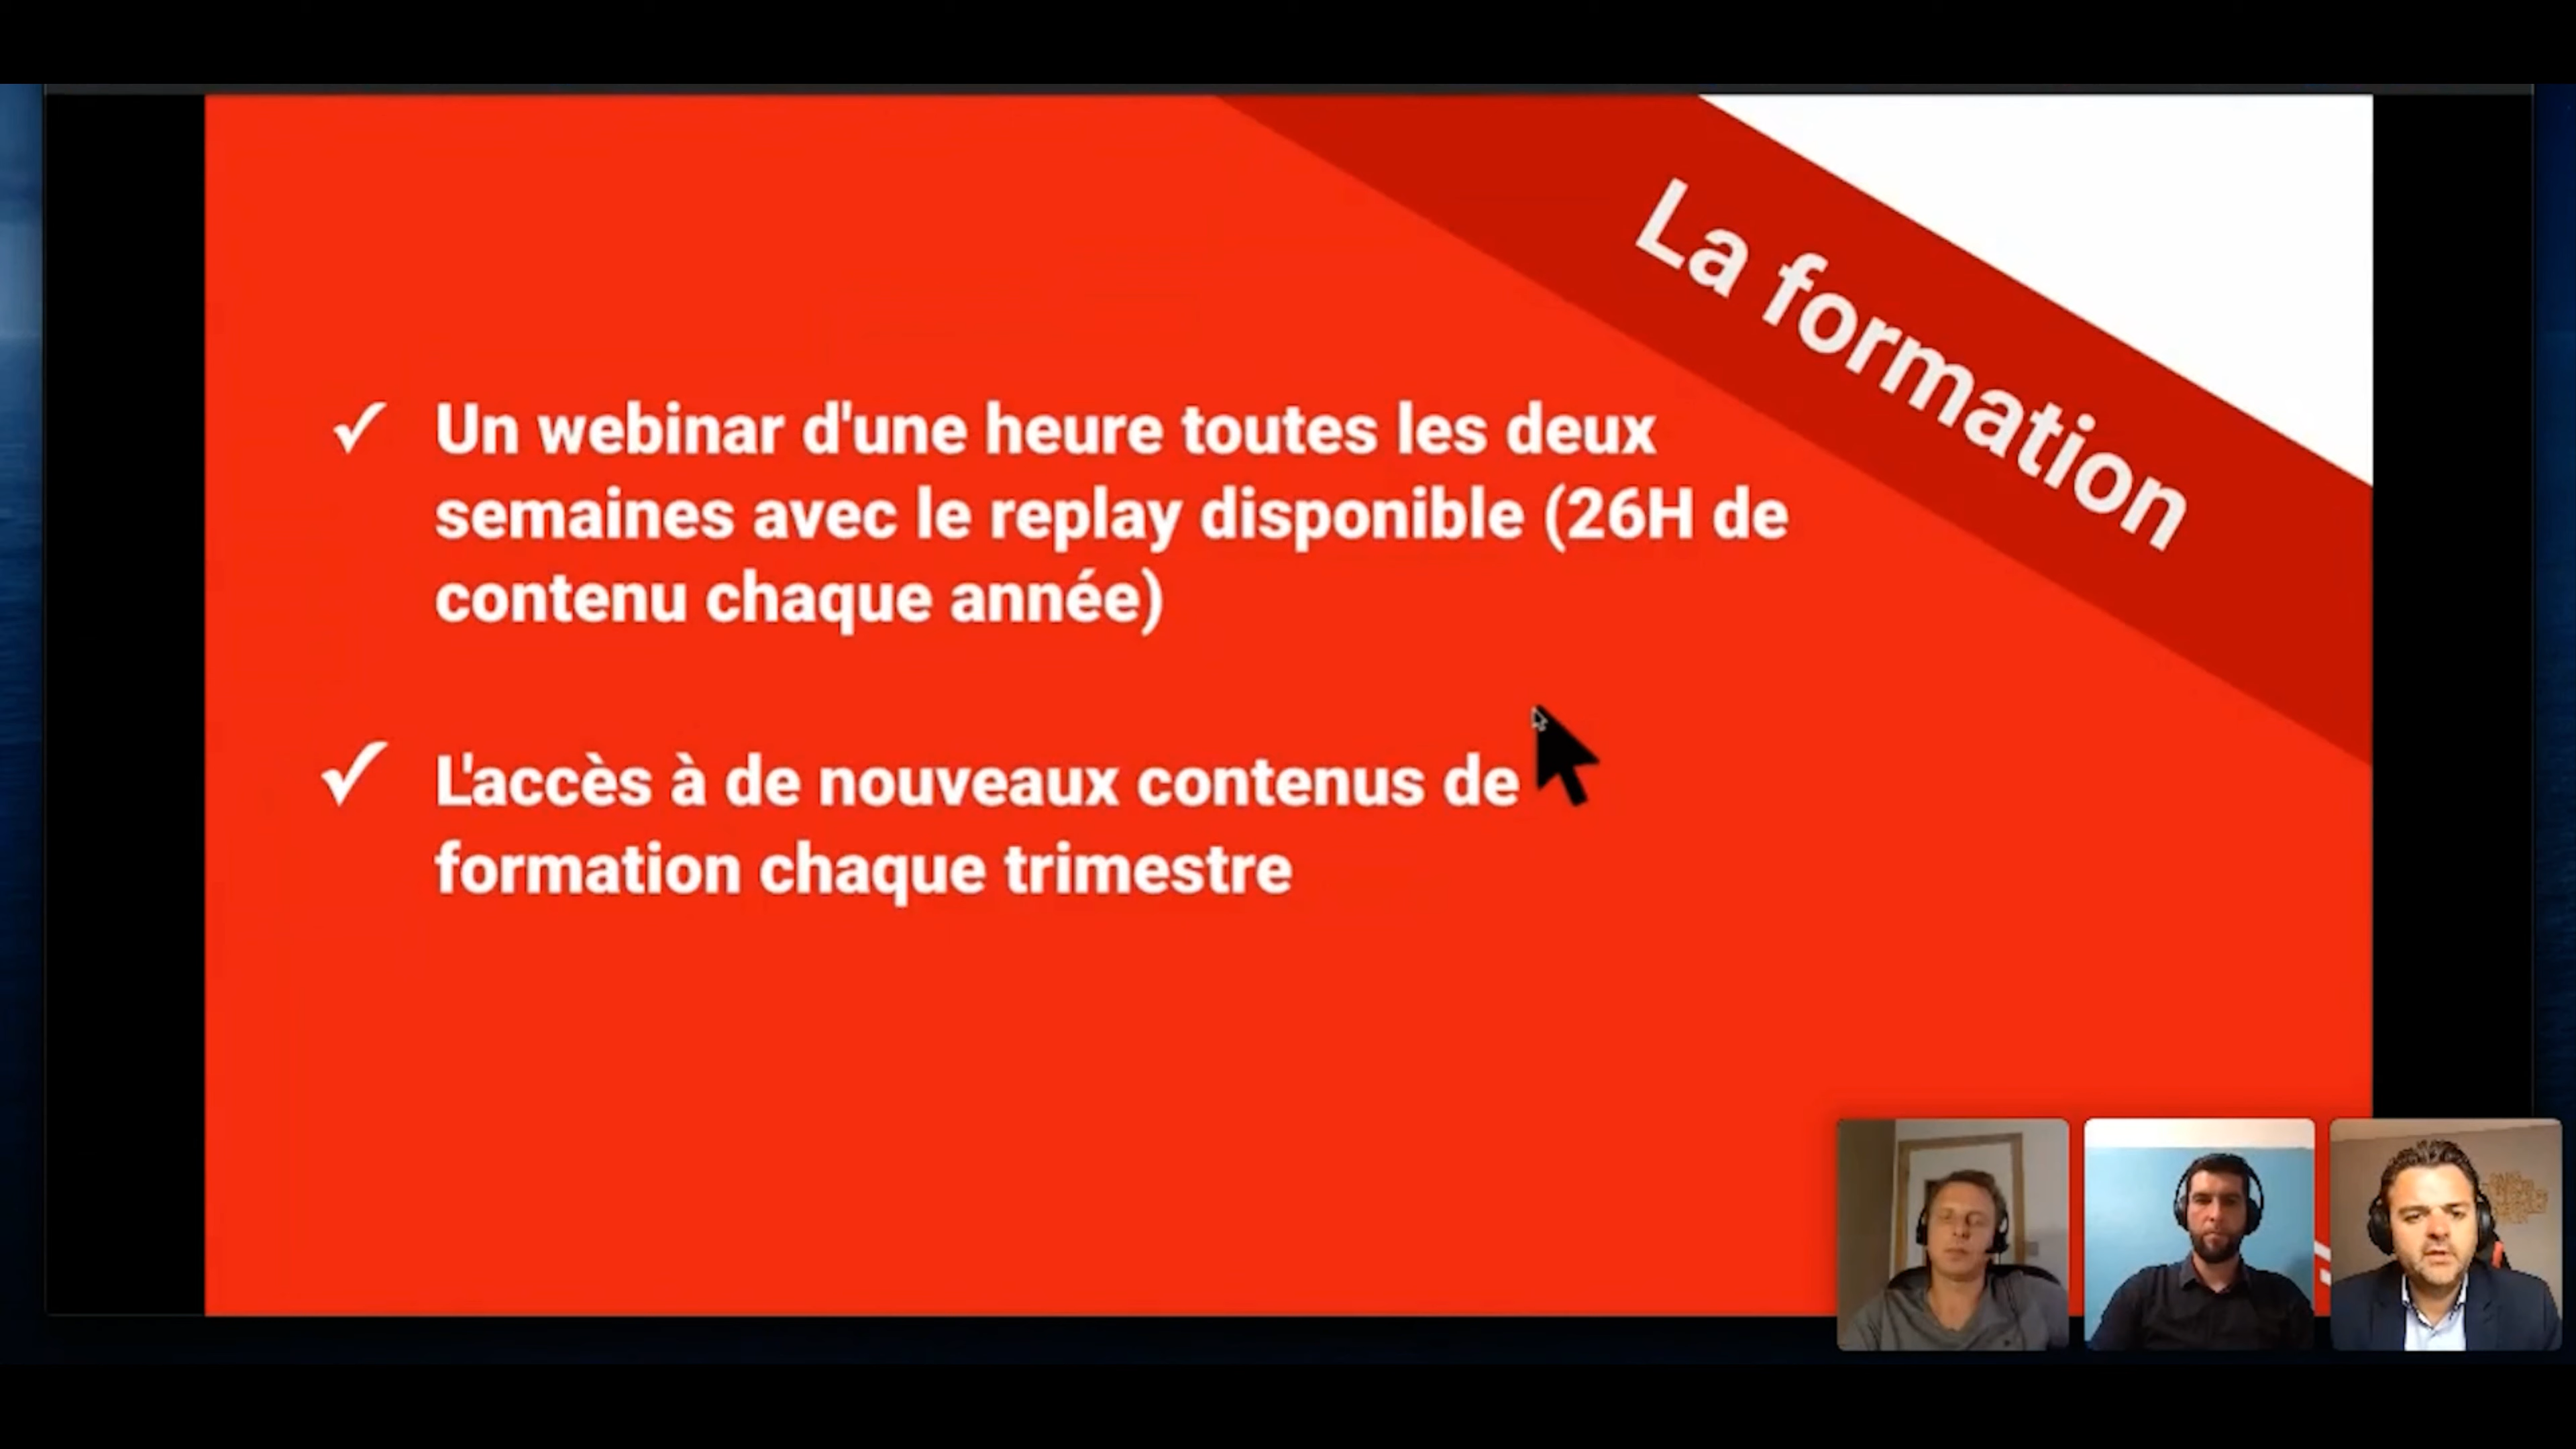 La formation
✓ Un webinar d'une heure toutes les deux
semaines avec le replay disponible (26H de
contenu chaque année)
✓ L'accès à de nouveaux contenus de
formation chaque trimestre